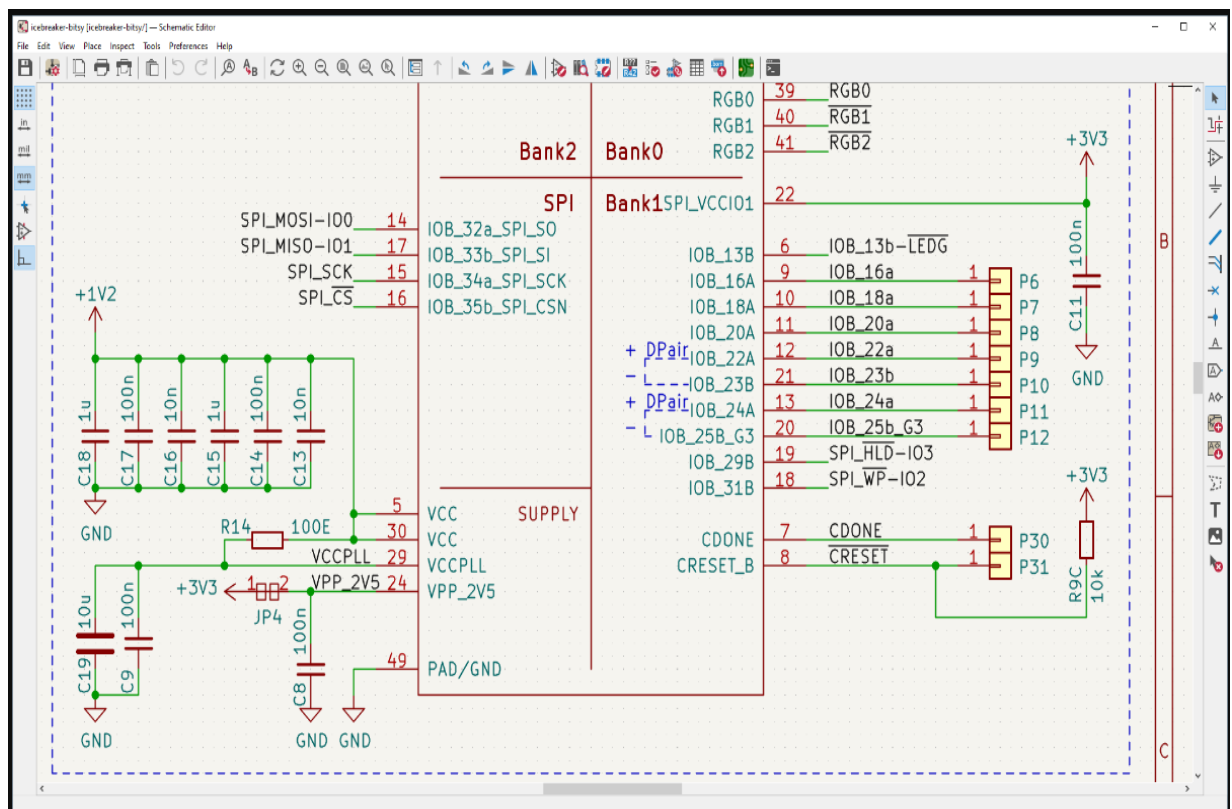 icebreaker-bitsy [icebreaker-bitsy/] — Schematic Editor
File Edit View Place Inspect Tools Preferences Help
in
mil
mm
RGB0 39 RGB0
RGB1 40 RGB1
RGB2 41 RGB2
Bank2 Bank0
SPI Bank1 SPI_VCCIO1 22
+3V3
B
SPI_MOSI-IO0 14 IOB_32a_SPI_SO
SPI_MISO-IO1 17 IOB_33b_SPI_SI
SPI_SCK 15 IOB_34a_SPI_SCK
SPI_CS 16 IOB_35b_SPI_CSN
IOB_13B 6 IOB_13b-LEDG
IOB_16A 9 IOB_16a 1 P6
IOB_18A 10 IOB_18a 1 P7
IOB_20A 11 IOB_20a 1 P8
+ DPair IOB_22A 12 IOB_22a 1 P9
- IOB_23B 21 IOB_23b 1 P10
+ DPair IOB_24A 13 IOB_24a 1 P11
- IOB_25B_G3 20 IOB_25b_G3 1 P12
IOB_29B 19 SPI_HLD-IO3
IOB_31B 18 SPI_WP-IO2
C11 100n
GND
+1V2
C18 1u
C17 100n
C16 10n
C15 1u
C14 100n
C13 10n
GND
5 VCC SUPPLY
R14 100E 30 VCC
VCCPLL 29 VCCPLL
+3V3 1 2 VPP_2V5 24 VPP_2V5
JP4
CDONE 7 CDONE 1 P30
CRESET_B 8 CRESET 1 P31
+3V3
R9C 10k
C19 10u
C9 100n
C8 100n
49 PAD/GND
GND
GND
GND
C
A
A
T